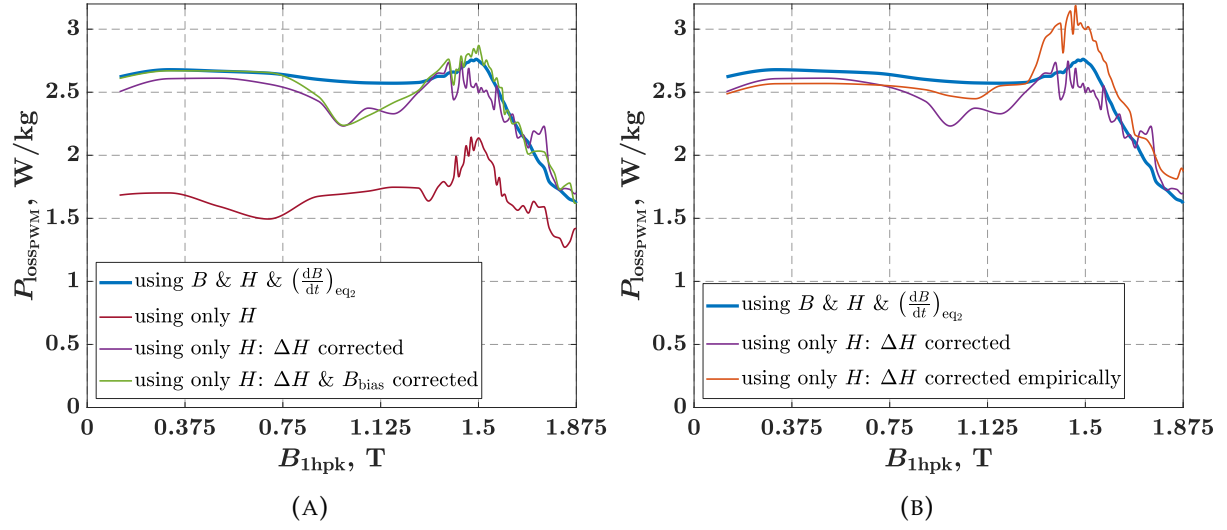 3
2.5
2
1.5
1
0.5
0
0
0.375
0.75
1.125
1.5
1.875
P_lossPWM, W/kg
B_1hpk, T
using B & H & (dB/dt)_eq2
using only H
using only H: ΔH corrected
using only H: ΔH & B_bias corrected
(A)
3
2.5
2
1.5
1
0.5
0
0
0.375
0.75
1.125
1.5
1.875
P_lossPWM, W/kg
B_1hpk, T
using B & H & (dB/dt)_eq2
using only H: ΔH corrected
using only H: ΔH corrected empirically
(B)